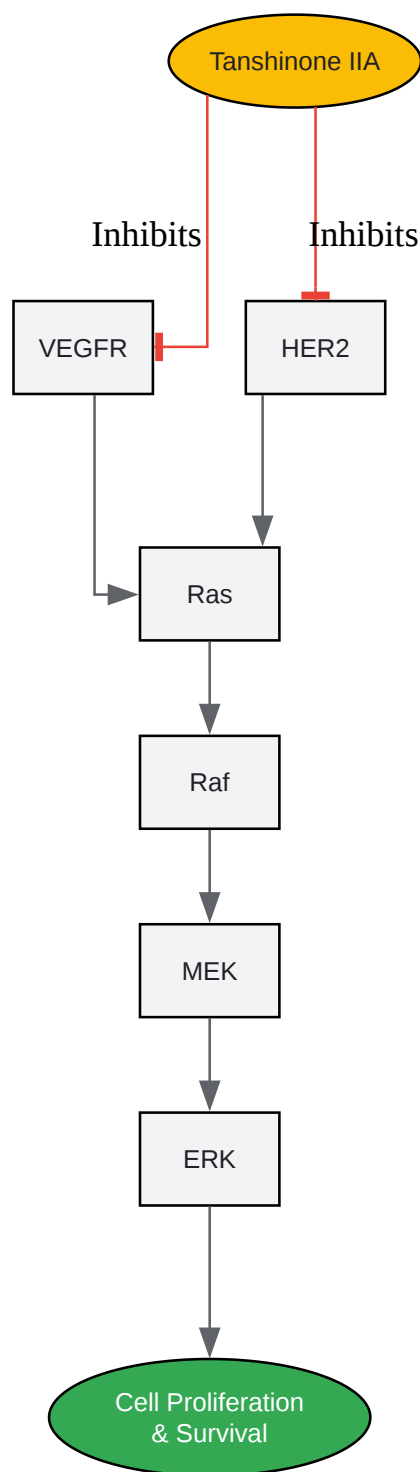 Tanshinone IIA
Inhibits
Inhibits
VEGFR
HER2
Ras
Raf
MEK
ERK
Cell Proliferation
& Survival